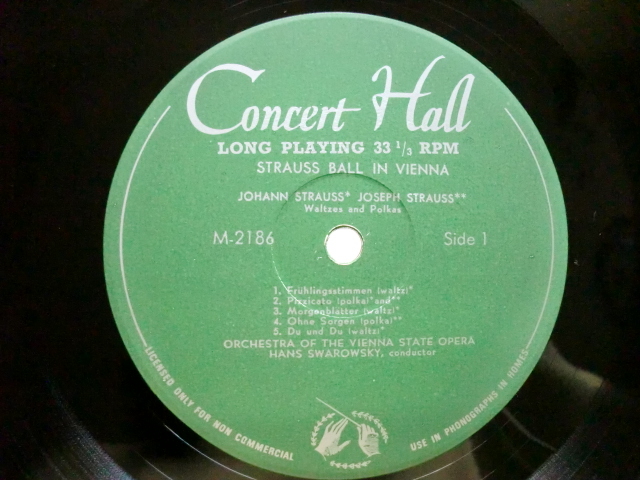 Concert Hall
LONG PLAYING 33 1/3 RPM
STRAUSS BALL IN VIENNA
JOHANN STRAUSS* JOSEPH STRAUSS**
Waltzes and Polkas
M-2186
Side 1
1. Frühlingsstimmen (waltz)*
2. Pizzicato (polka)*and**
3. Morgenblätter (waltz)*
4. Ohne Sorgen (polka)**
5. Du und Du (waltz)*
ORCHESTRA OF THE VIENNA STATE OPERA
HANS SWAROWSKY, conductor
LICENSED ONLY FOR NON COMMERCIAL
USE IN PHONOGRAPHS IN HOMES